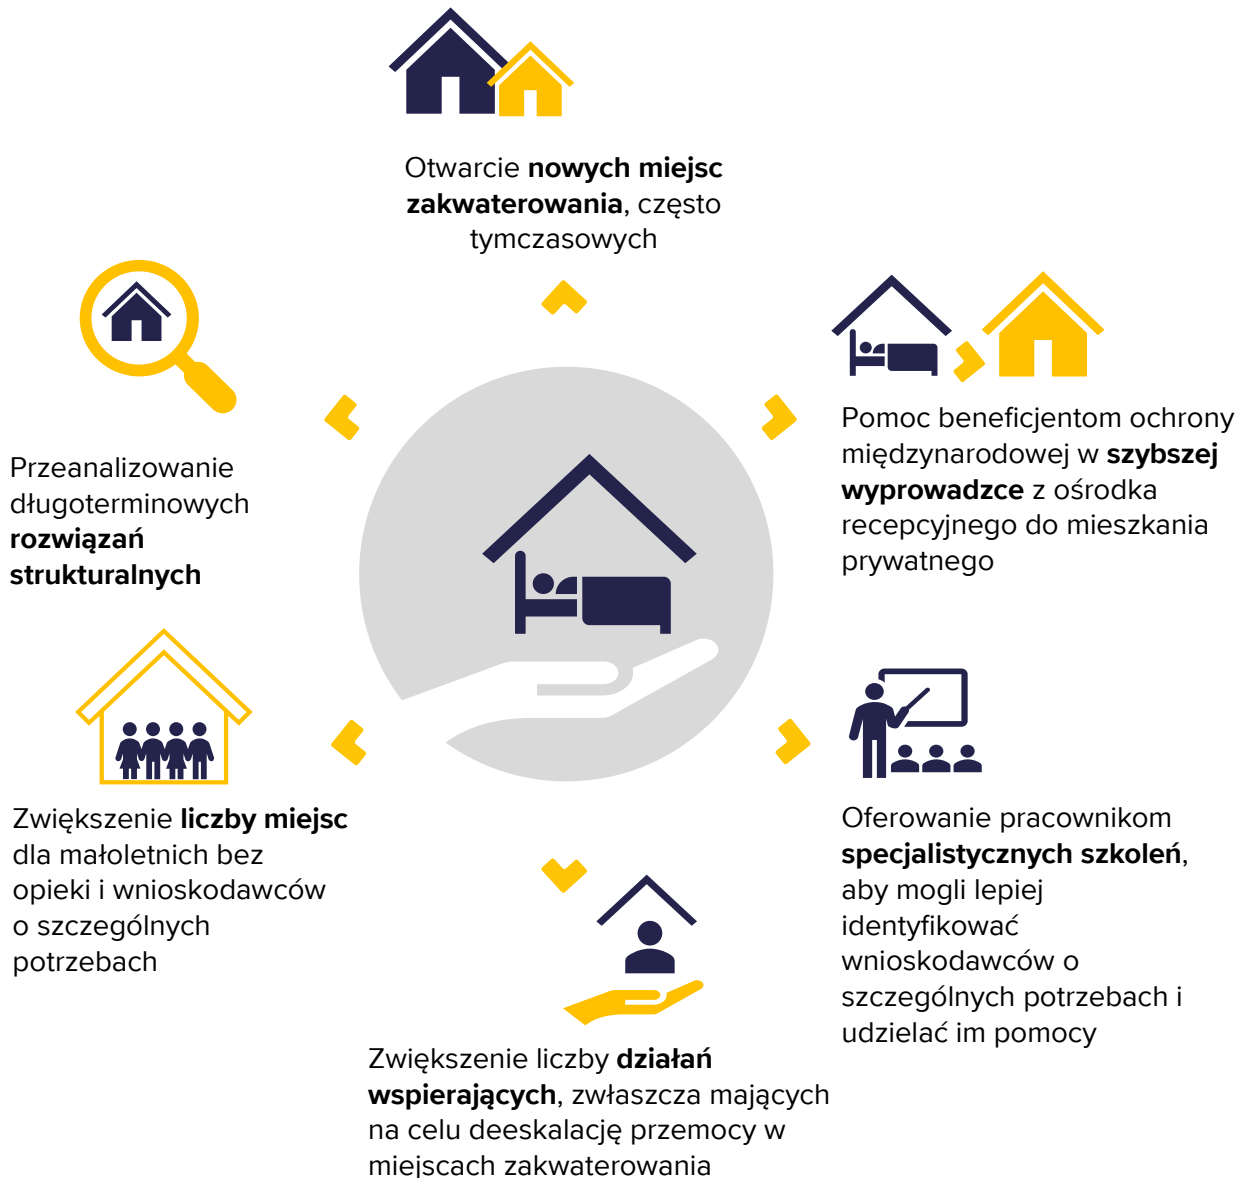 Otwarcie nowych miejsc
zakwaterowania, często
tymczasowych
Pomoc beneficjentom ochrony
międzynarodowej w szybszej
wyprowadzce z ośrodka
recepcyjnego do mieszkania
prywatnego
Oferowanie pracownikom
specjalistycznych szkoleń,
aby mogli lepiej
identyfikować
wnioskodawców o
szczególnych potrzebach i
udzielać im pomocy
Zwiększenie liczby działań
wspierających, zwłaszcza mających
na celu deeskalację przemocy w
miejscach zakwaterowania
Zwiększenie liczby miejsc
dla małoletnich bez
opieki i wnioskodawców
o szczególnych
potrzebach
Przeanalizowanie
długoterminowych
rozwiązań
strukturalnych